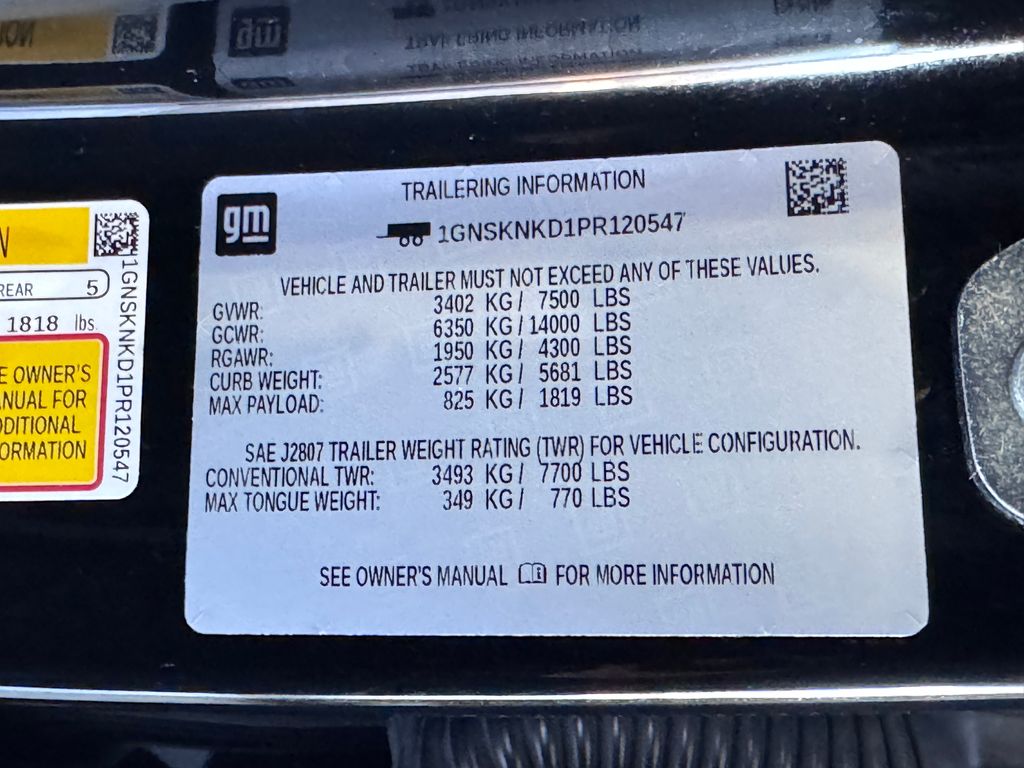 TRAILERING INFORMATION
gm
1GNSKNKD1PR120547
VEHICLE AND TRAILER MUST NOT EXCEED ANY OF THESE VALUES.
GVWR: 3402 KG / 7500 LBS
GCWR: 6350 KG / 14000 LBS
RGAWR: 1950 KG / 4300 LBS
CURB WEIGHT: 2577 KG / 5681 LBS
MAX PAYLOAD: 825 KG / 1819 LBS
SAE J2807 TRAILER WEIGHT RATING (TWR) FOR VEHICLE CONFIGURATION.
CONVENTIONAL TWR: 3493 KG / 7700 LBS
MAX TONGUE WEIGHT: 349 KG / 770 LBS
SEE OWNER'S MANUAL FOR MORE INFORMATION
REAR 5
1818 lbs.
OWNER'S
FOR
1GNSKNKD1PR120547